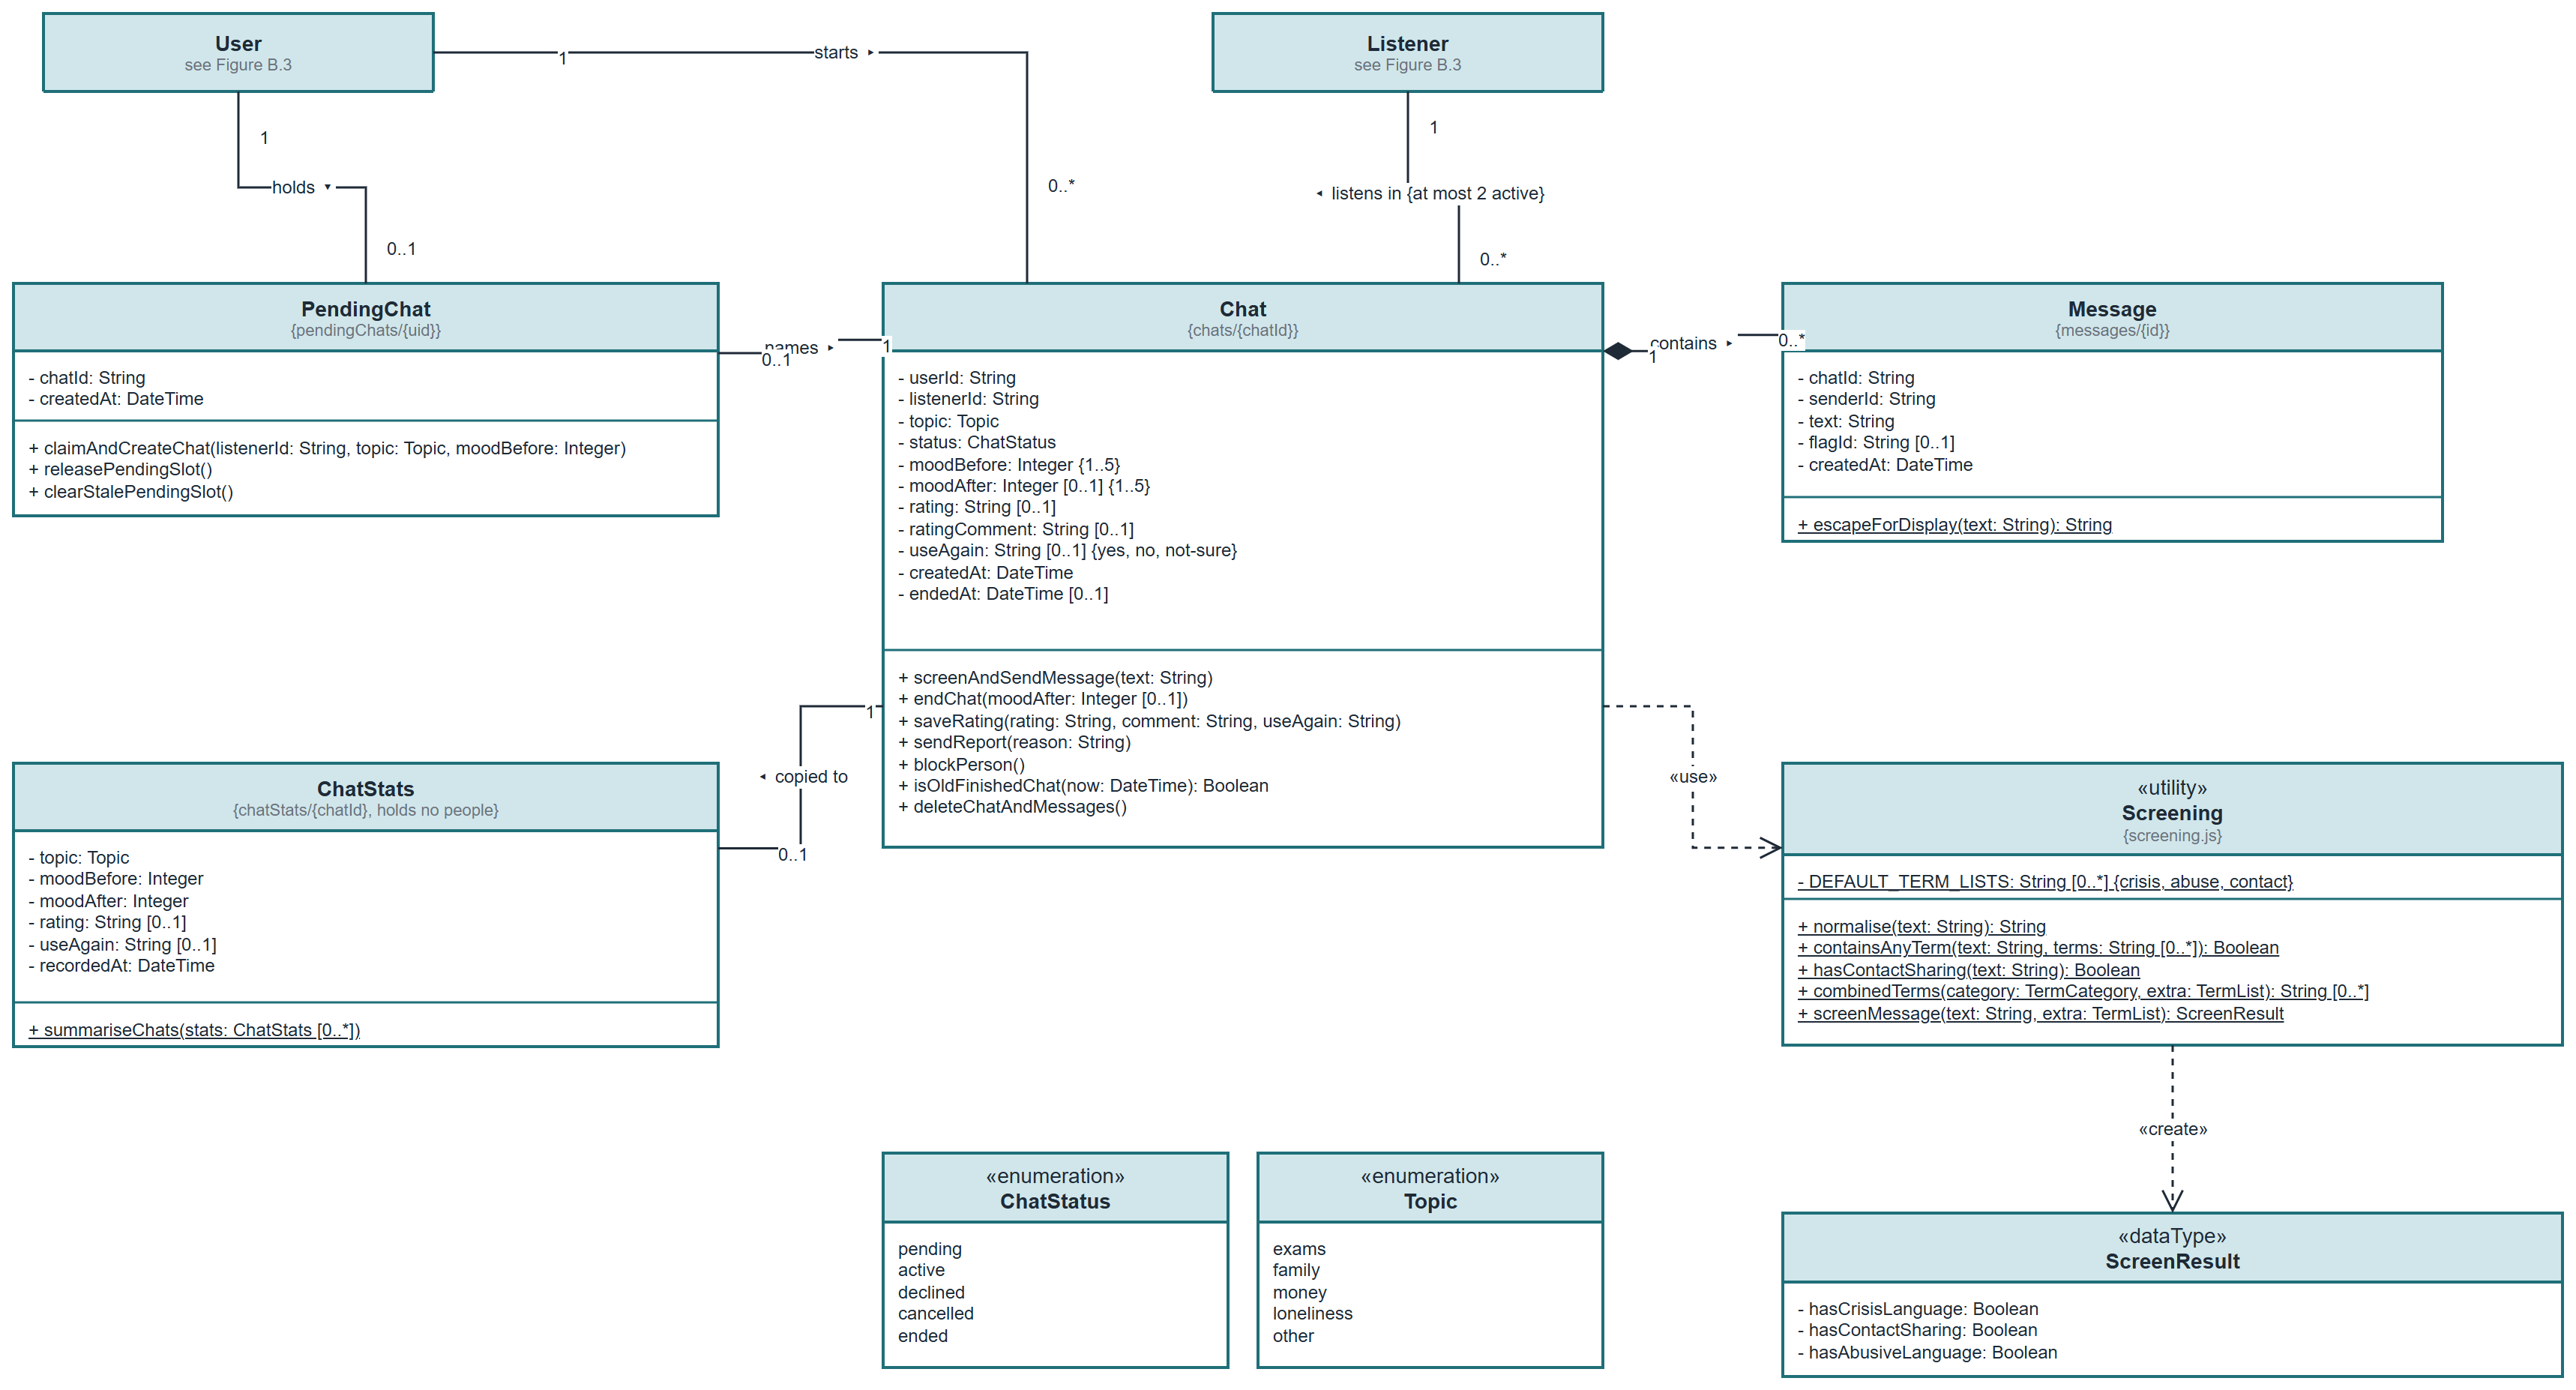 User
see Figure B.3
1
starts ▸
Listener
see Figure B.3
1
holds ▾
0..1
0..*
1
◂ listens in {at most 2 active}
0..*
PendingChat
{pendingChats/{uid}}
- chatId: String
- createdAt: DateTime
+ claimAndCreateChat(listenerId: String, topic: Topic, moodBefore: Integer)
+ releasePendingSlot()
+ clearStalePendingSlot()
names ▸
0..1
1
Chat
{chats/{chatId}}
- userId: String
- listenerId: String
- topic: Topic
- status: ChatStatus
- moodBefore: Integer {1..5}
- moodAfter: Integer [0..1] {1..5}
- rating: String [0..1]
- ratingComment: String [0..1]
- useAgain: String [0..1] {yes, no, not-sure}
- createdAt: DateTime
- endedAt: DateTime [0..1]
+ screenAndSendMessage(text: String)
+ endChat(moodAfter: Integer [0..1])
+ saveRating(rating: String, comment: String, useAgain: String)
+ sendReport(reason: String)
+ blockPerson()
+ isOldFinishedChat(now: DateTime): Boolean
+ deleteChatAndMessages()
contains ▸
1
0..*
Message
{messages/{id}}
- chatId: String
- senderId: String
- text: String
- flagId: String [0..1]
- createdAt: DateTime
+ escapeForDisplay(text: String): String
1
◂ copied to
0..1
ChatStats
{chatStats/{chatId}, holds no people}
- topic: Topic
- moodBefore: Integer
- moodAfter: Integer
- rating: String [0..1]
- useAgain: String [0..1]
- recordedAt: DateTime
+ summariseChats(stats: ChatStats [0..*])
«use»
«utility»
Screening
{screening.js}
- DEFAULT_TERM_LISTS: String [0..*] {crisis, abuse, contact}
+ normalise(text: String): String
+ containsAnyTerm(text: String, terms: String [0..*]): Boolean
+ hasContactSharing(text: String): Boolean
+ combinedTerms(category: TermCategory, extra: TermList): String [0..*]
+ screenMessage(text: String, extra: TermList): ScreenResult
«create»
«enumeration»
ChatStatus
pending
active
declined
cancelled
ended
«enumeration»
Topic
exams
family
money
loneliness
other
«dataType»
ScreenResult
- hasCrisisLanguage: Boolean
- hasContactSharing: Boolean
- hasAbusiveLanguage: Boolean